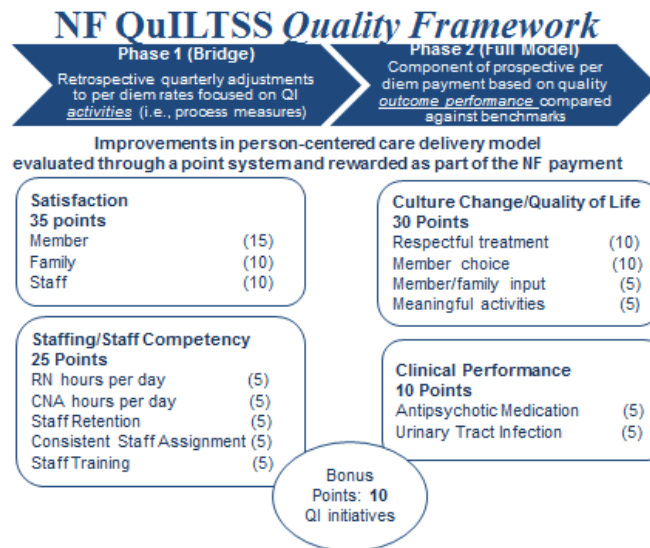 NF QuILTSS Quality Framework
Phase 1 (Bridge)
Retrospective quarterly adjustments
to per diem rates focused on QI
activities (i.e., process measures)
Phase 2 (Full Model)
Component of prospective per
diem payment based on quality
outcome performance compared
against benchmarks
Improvements in person-centered care delivery model
evaluated through a point system and rewarded as part of the NF payment
Satisfaction
35 points
Member (15)
Family (10)
Staff (10)
Culture Change/Quality of Life
30 Points
Respectful treatment (10)
Member choice (10)
Member/family input (5)
Meaningful activities (5)
Staffing/Staff Competency
25 Points
RN hours per day (5)
CNA hours per day (5)
Staff Retention (5)
Consistent Staff Assignment (5)
Staff Training (5)
Clinical Performance
10 Points
Antipsychotic Medication (5)
Urinary Tract Infection (5)
Bonus
Points: 10
QI initiatives